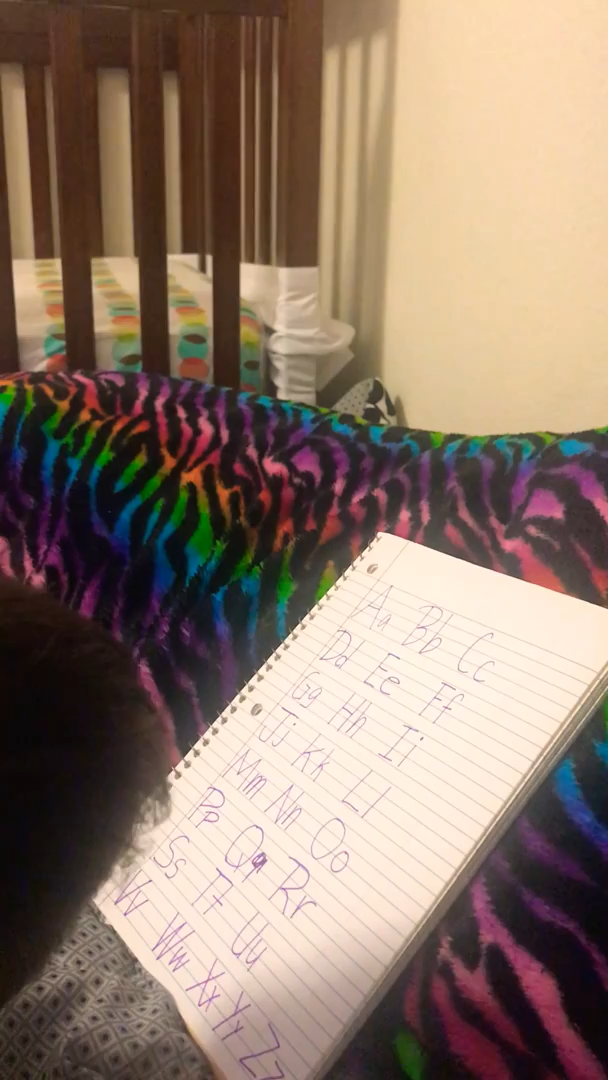 Aa Bb Cc
Dd Ee Ff
Gg Hh Ii
Jj Kk Ll
Mm Nn Oo
Pp Qq Rr
Ss Tt Uu
Vv Ww Xx Yy Zz